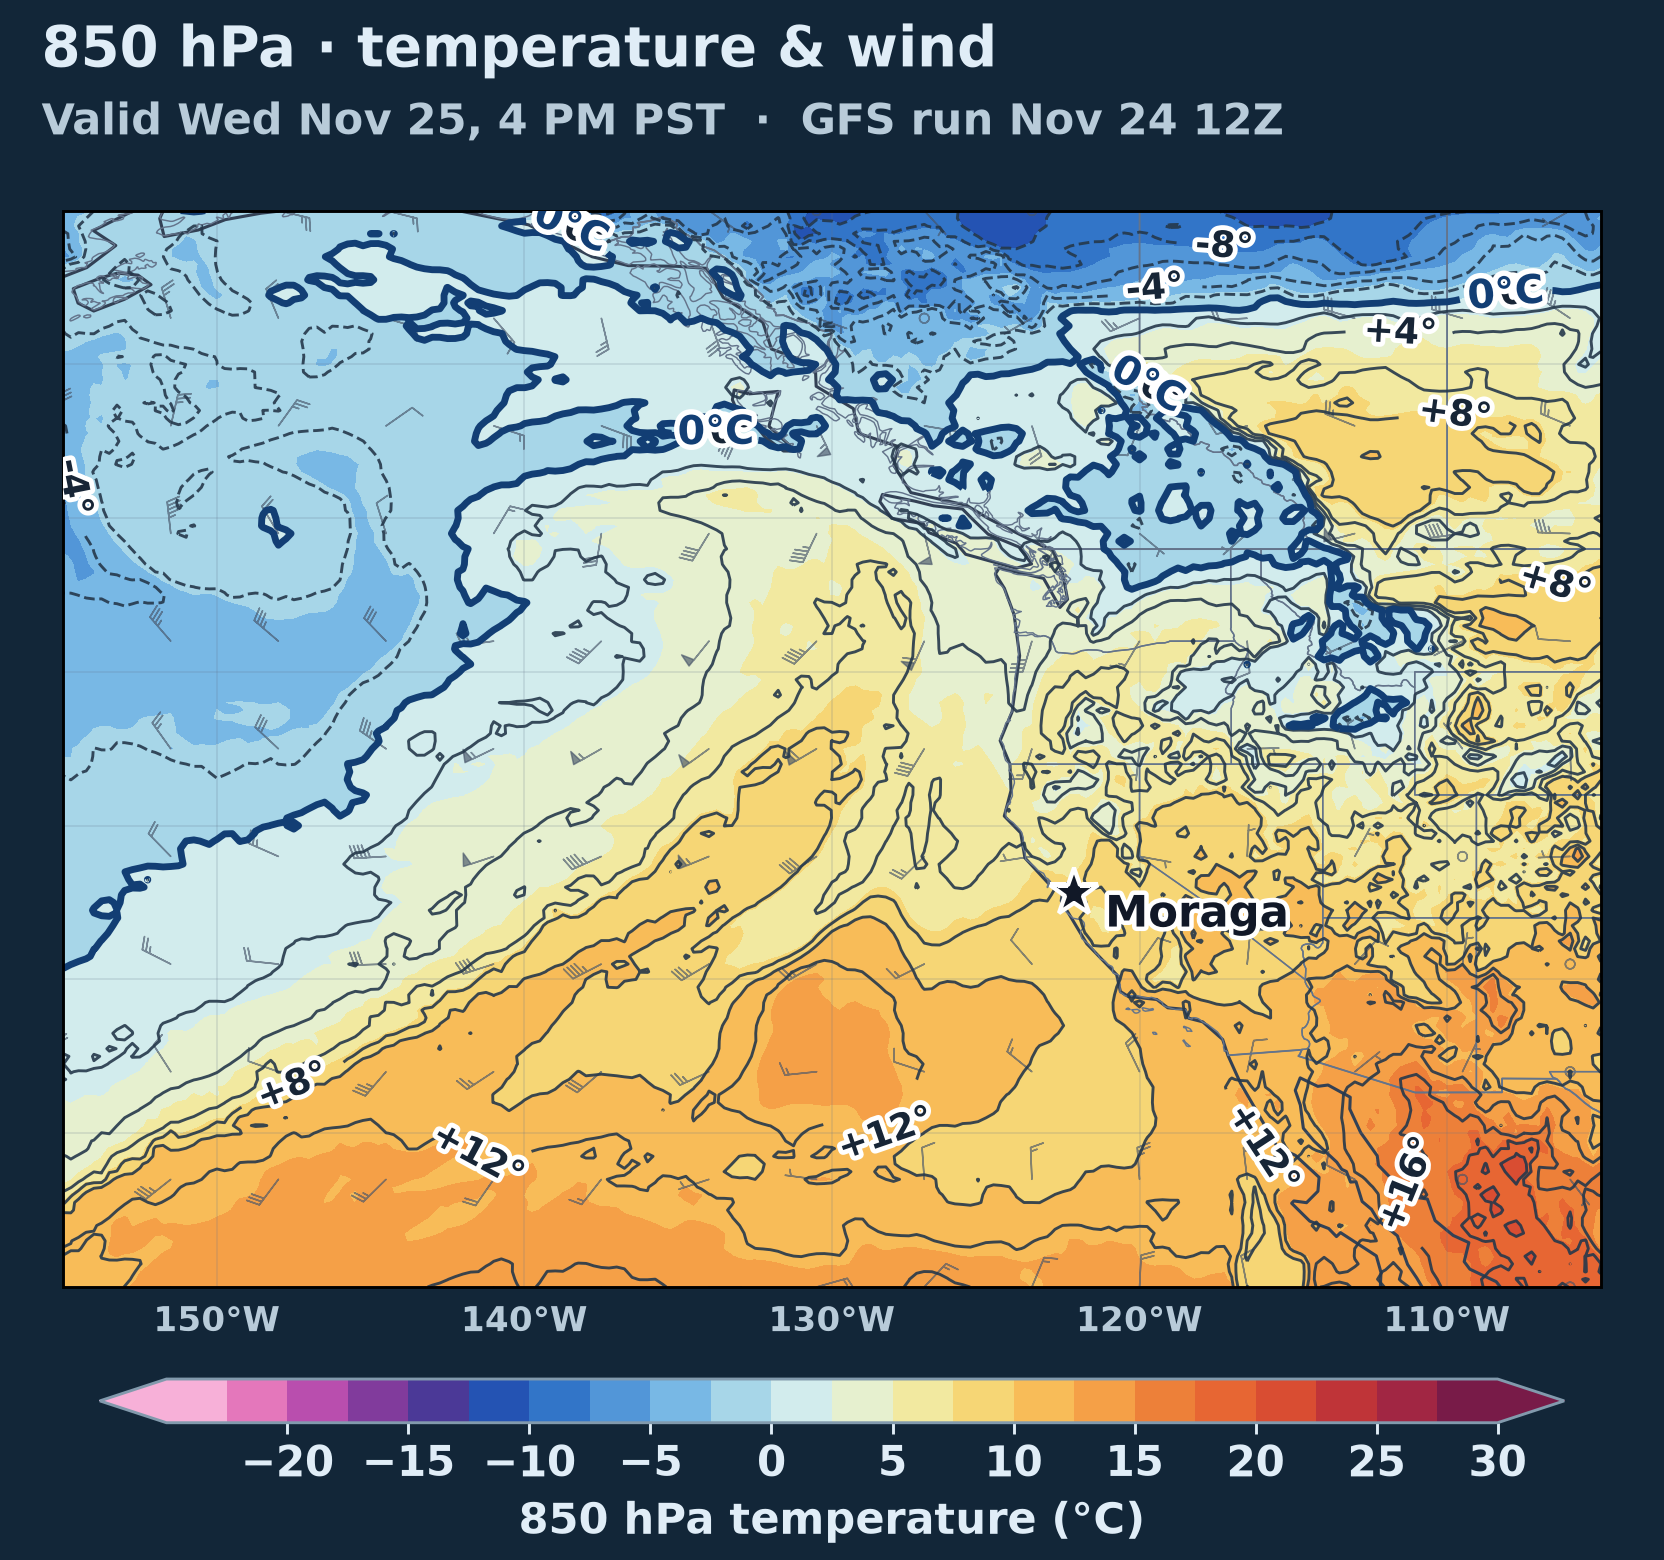 850 hPa · temperature & wind
Valid Wed Nov 25, 4 PM PST · GFS run Nov 24 12Z
0°C
-8°
-4°
0°C
+4°
0°C
+8°
0°C
-4°
+8°
Moraga
+8°
+12°
+12°
+12°
+16°
150°W 140°W 130°W 120°W 110°W
−20 −15 −10 −5 0 5 10 15 20 25 30
850 hPa temperature (°C)